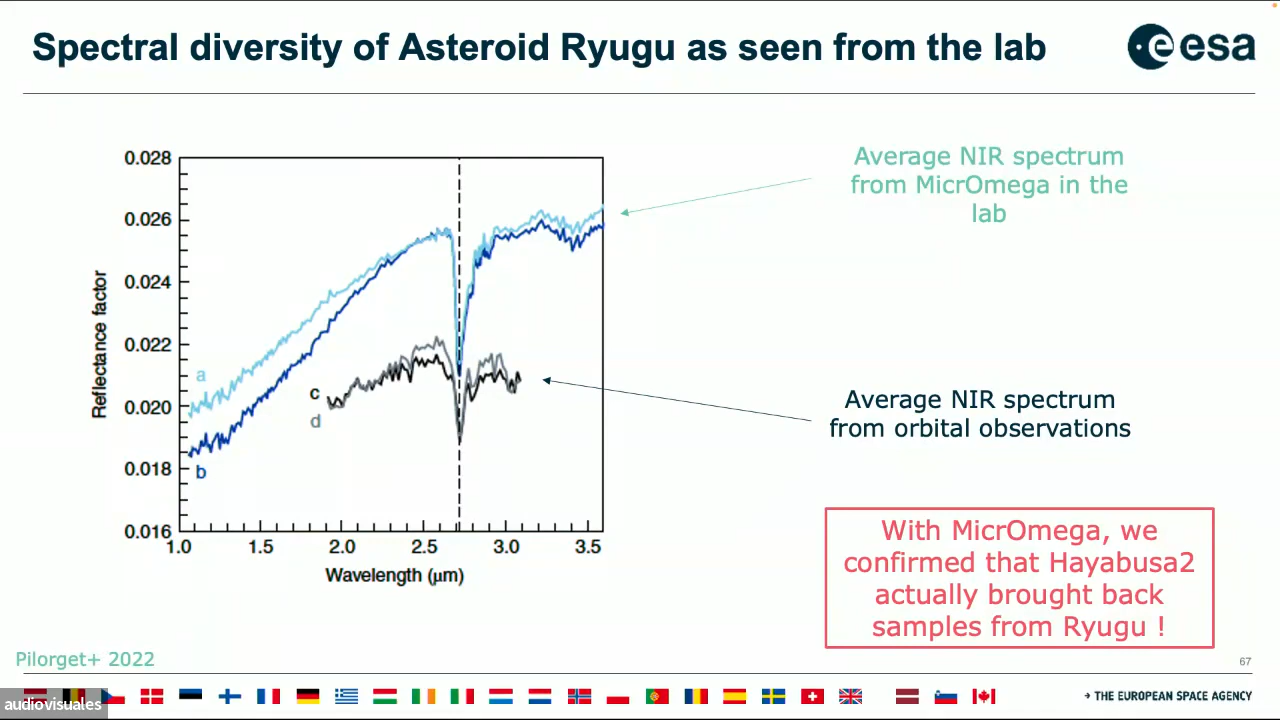 Spectral diversity of Asteroid Ryugu as seen from the lab
esa
0.028
0.026
0.024
0.022
0.020
0.018
0.016
Reflectance factor
a
b
c
d
1.0 1.5 2.0 2.5 3.0 3.5
Wavelength (μm)
Average NIR spectrum
from MicrOmega in the
lab
Average NIR spectrum
from orbital observations
With MicrOmega, we
confirmed that Hayabusa2
actually brought back
samples from Ryugu !
Pilorget+ 2022
67
audiovisuales
→ THE EUROPEAN SPACE AGENCY